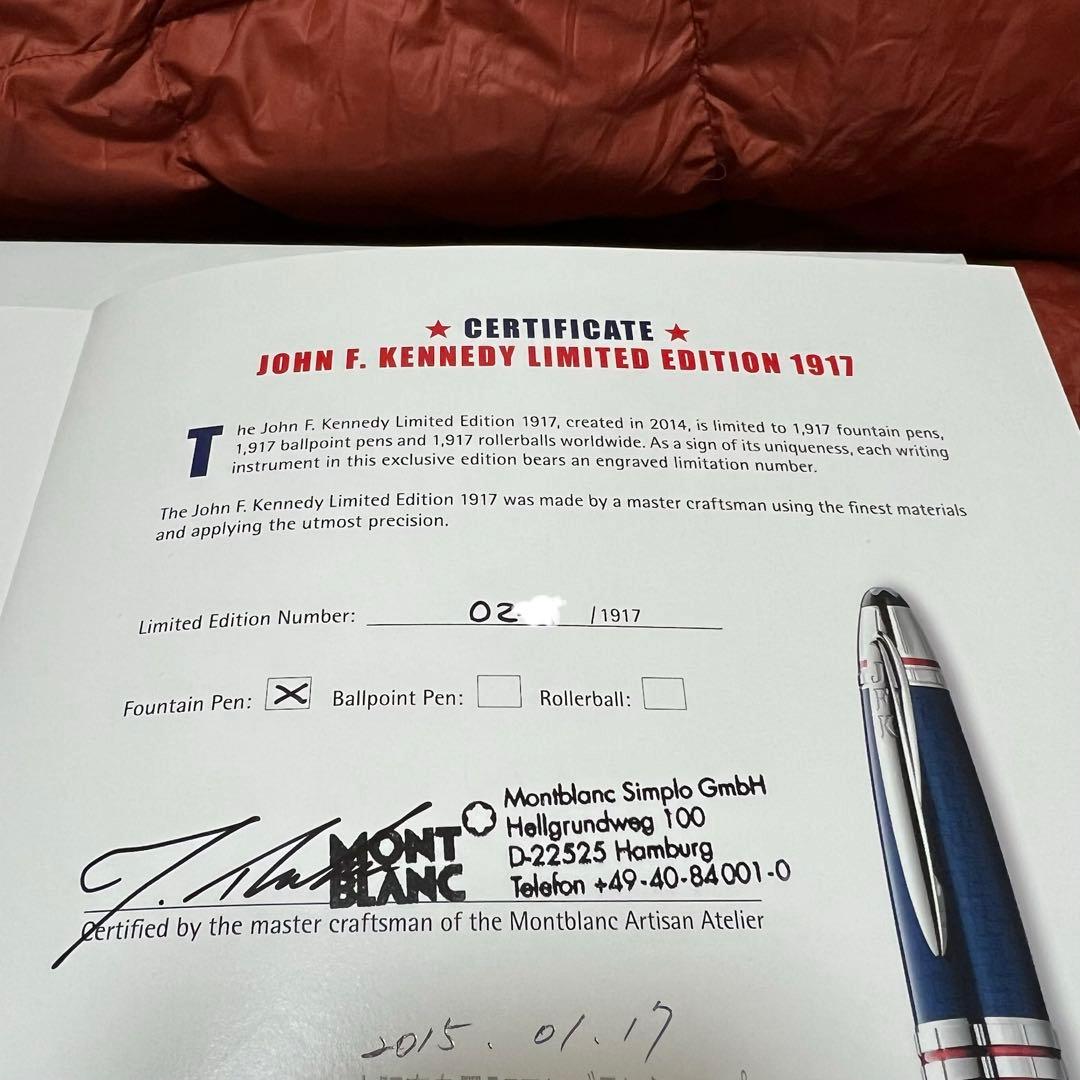 ★ CERTIFICATE ★
JOHN F. KENNEDY LIMITED EDITION 1917
The John F. Kennedy Limited Edition 1917, created in 2014, is limited to 1,917 fountain pens,
1,917 ballpoint pens and 1,917 rollerballs worldwide. As a sign of its uniqueness, each writing
instrument in this exclusive edition bears an engraved limitation number.
The John F. Kennedy Limited Edition 1917 was made by a master craftsman using the finest materials
and applying the utmost precision.
Limited Edition Number: 02 /1917
Fountain Pen: ☒ Ballpoint Pen: ☐ Rollerball: ☐
JFK
MONT
BLANC
Montblanc Simplo GmbH
Hellgrundweg 100
D-22525 Hamburg
Telefon +49-40-84001-0
Certified by the master craftsman of the Montblanc Artisan Atelier
2015. 01. 17